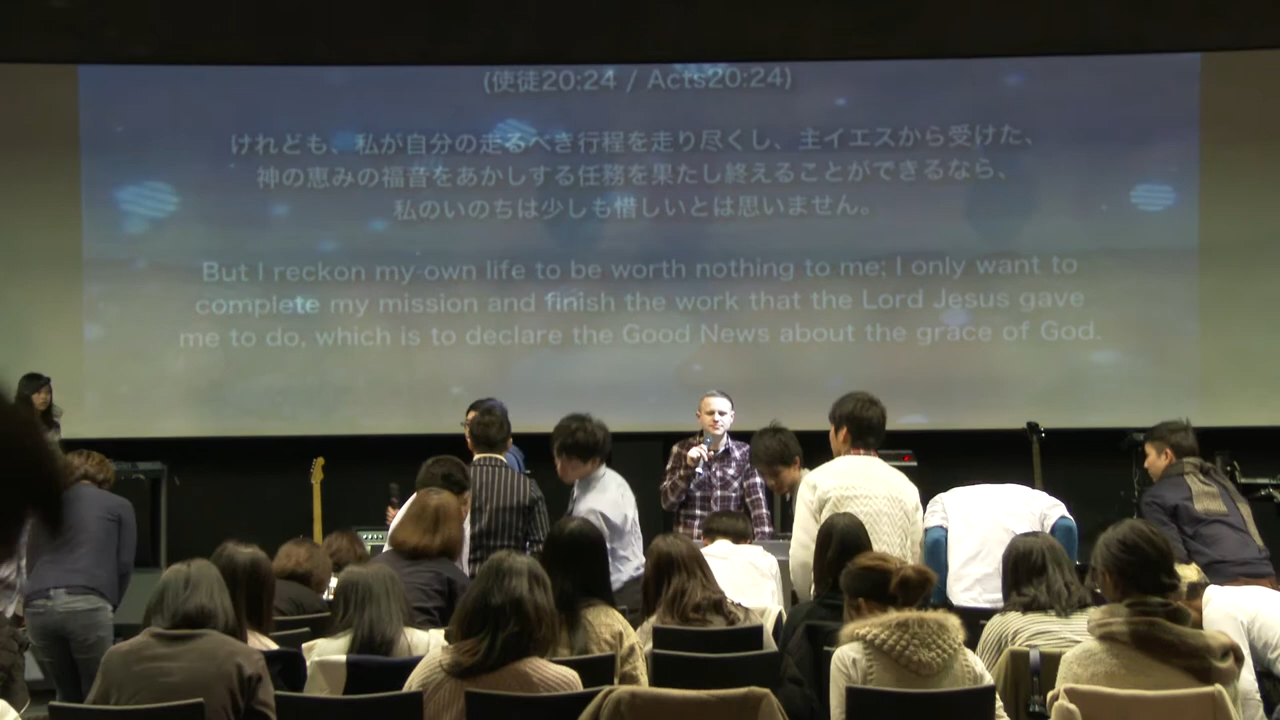 (使徒20:24 / Acts20:24)
けれども、私が自分の走るべき行程を走り尽くし、主イエスから受けた、
神の恵みの福音をあかしする任務を果たし終えることができるなら、
私のいのちは少しも惜しいとは思いません。
But I reckon my own life to be worth nothing to me; I only want to
complete my mission and finish the work that the Lord Jesus gave
me to do, which is to declare the Good News about the grace of God.